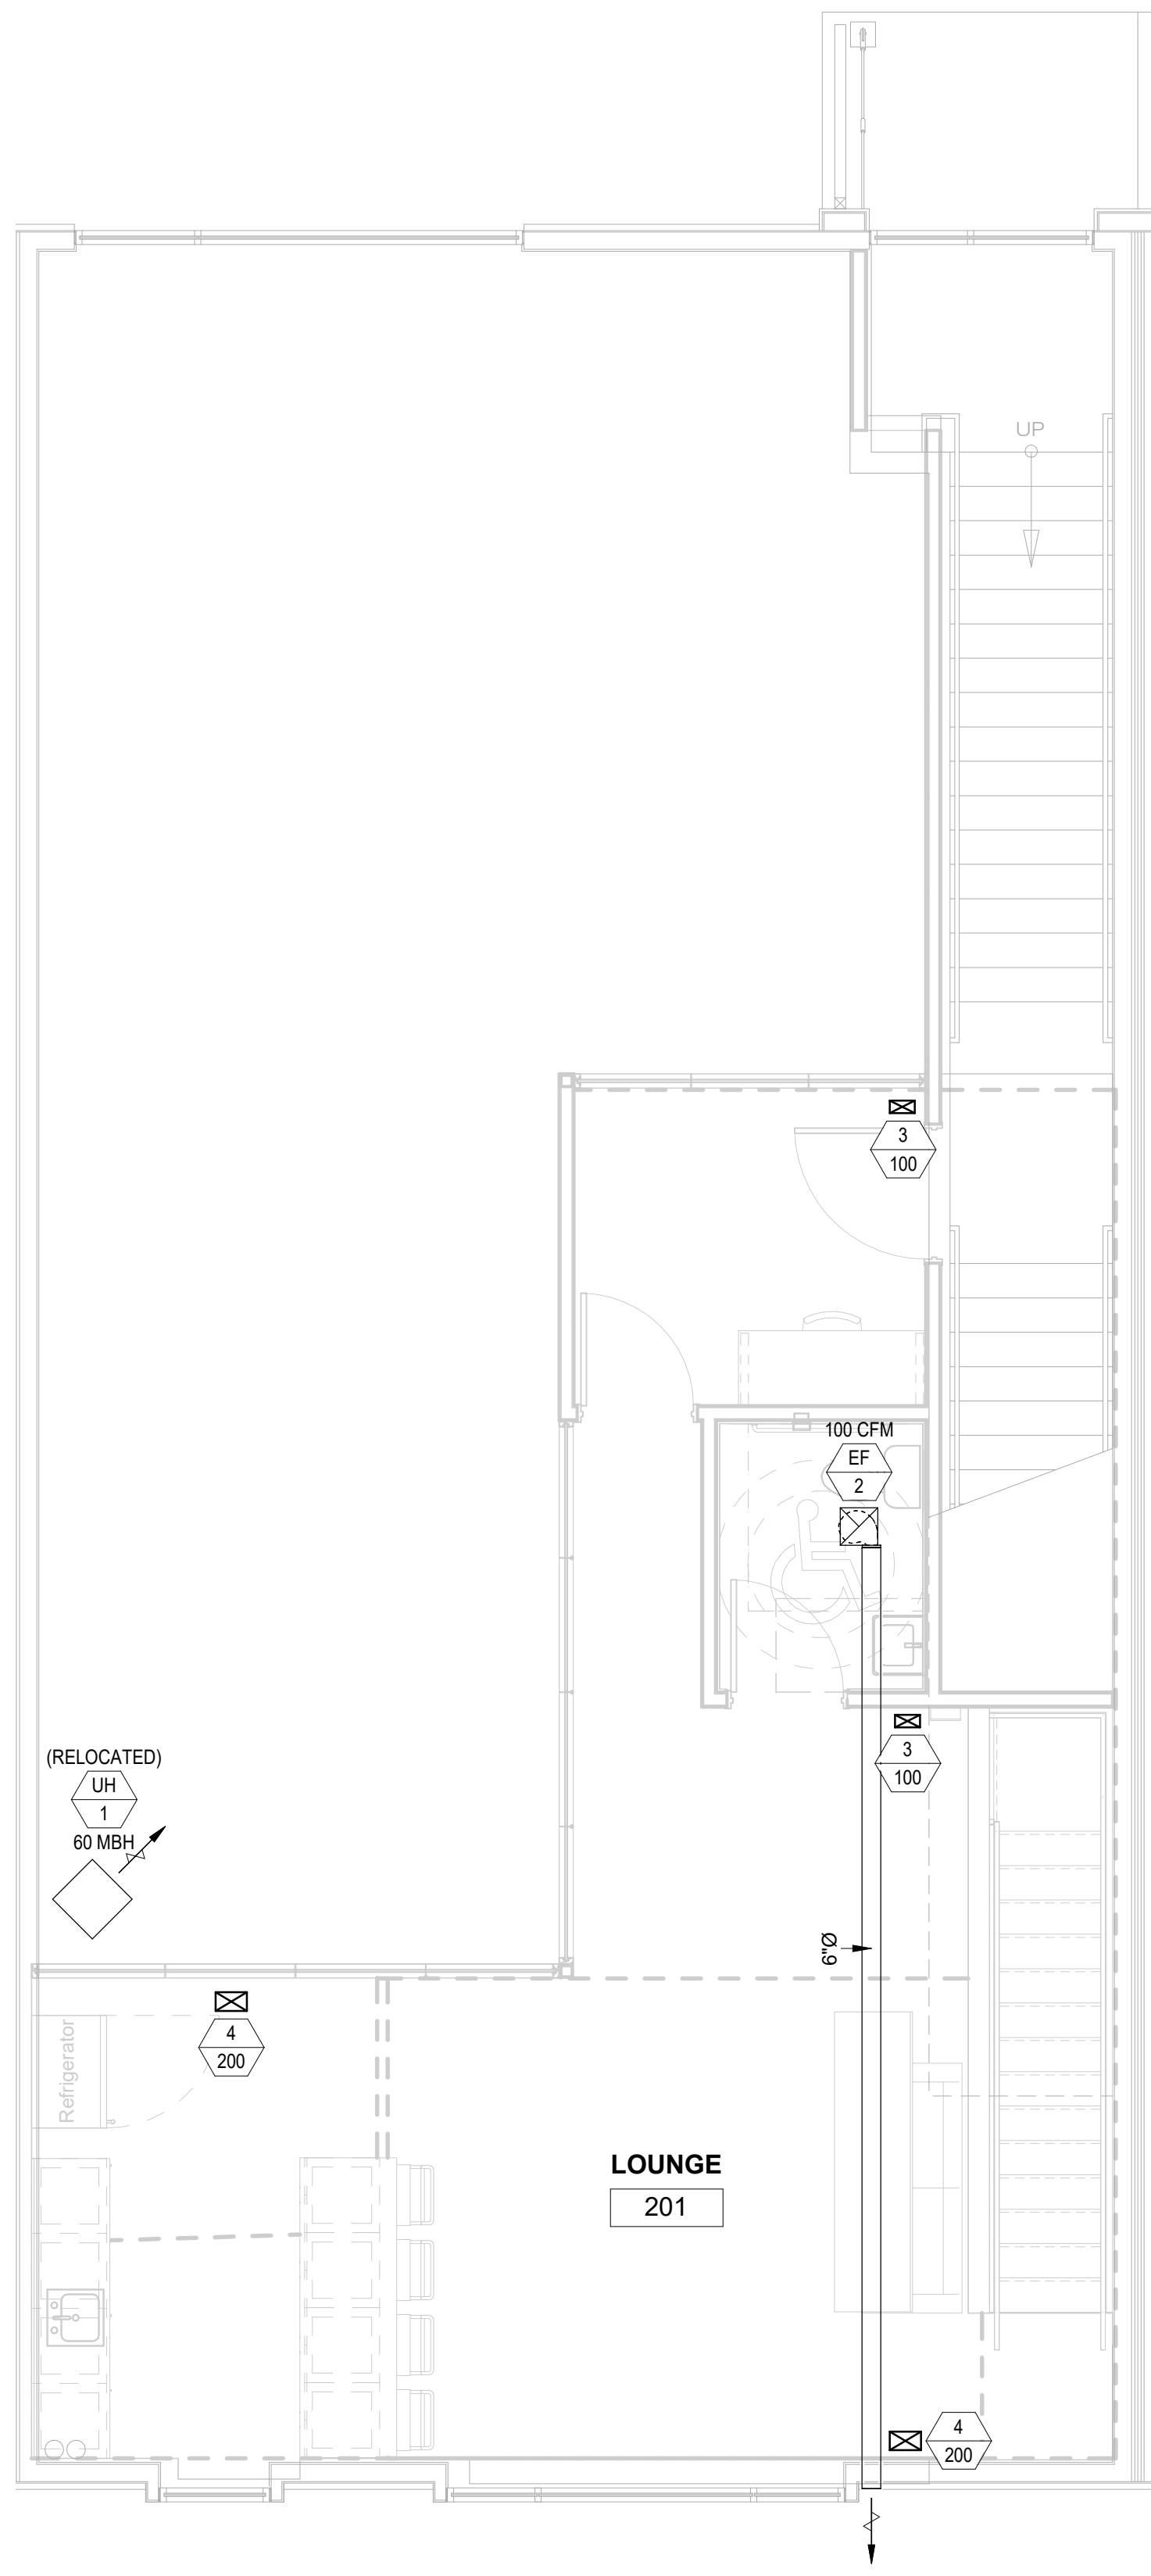 UP
3
100
100 CFM
EF
2
3
100
(RELOCATED)
UH
1
60 MBH
6"Ø
4
200
Refrigerator
LOUNGE
201
4
200